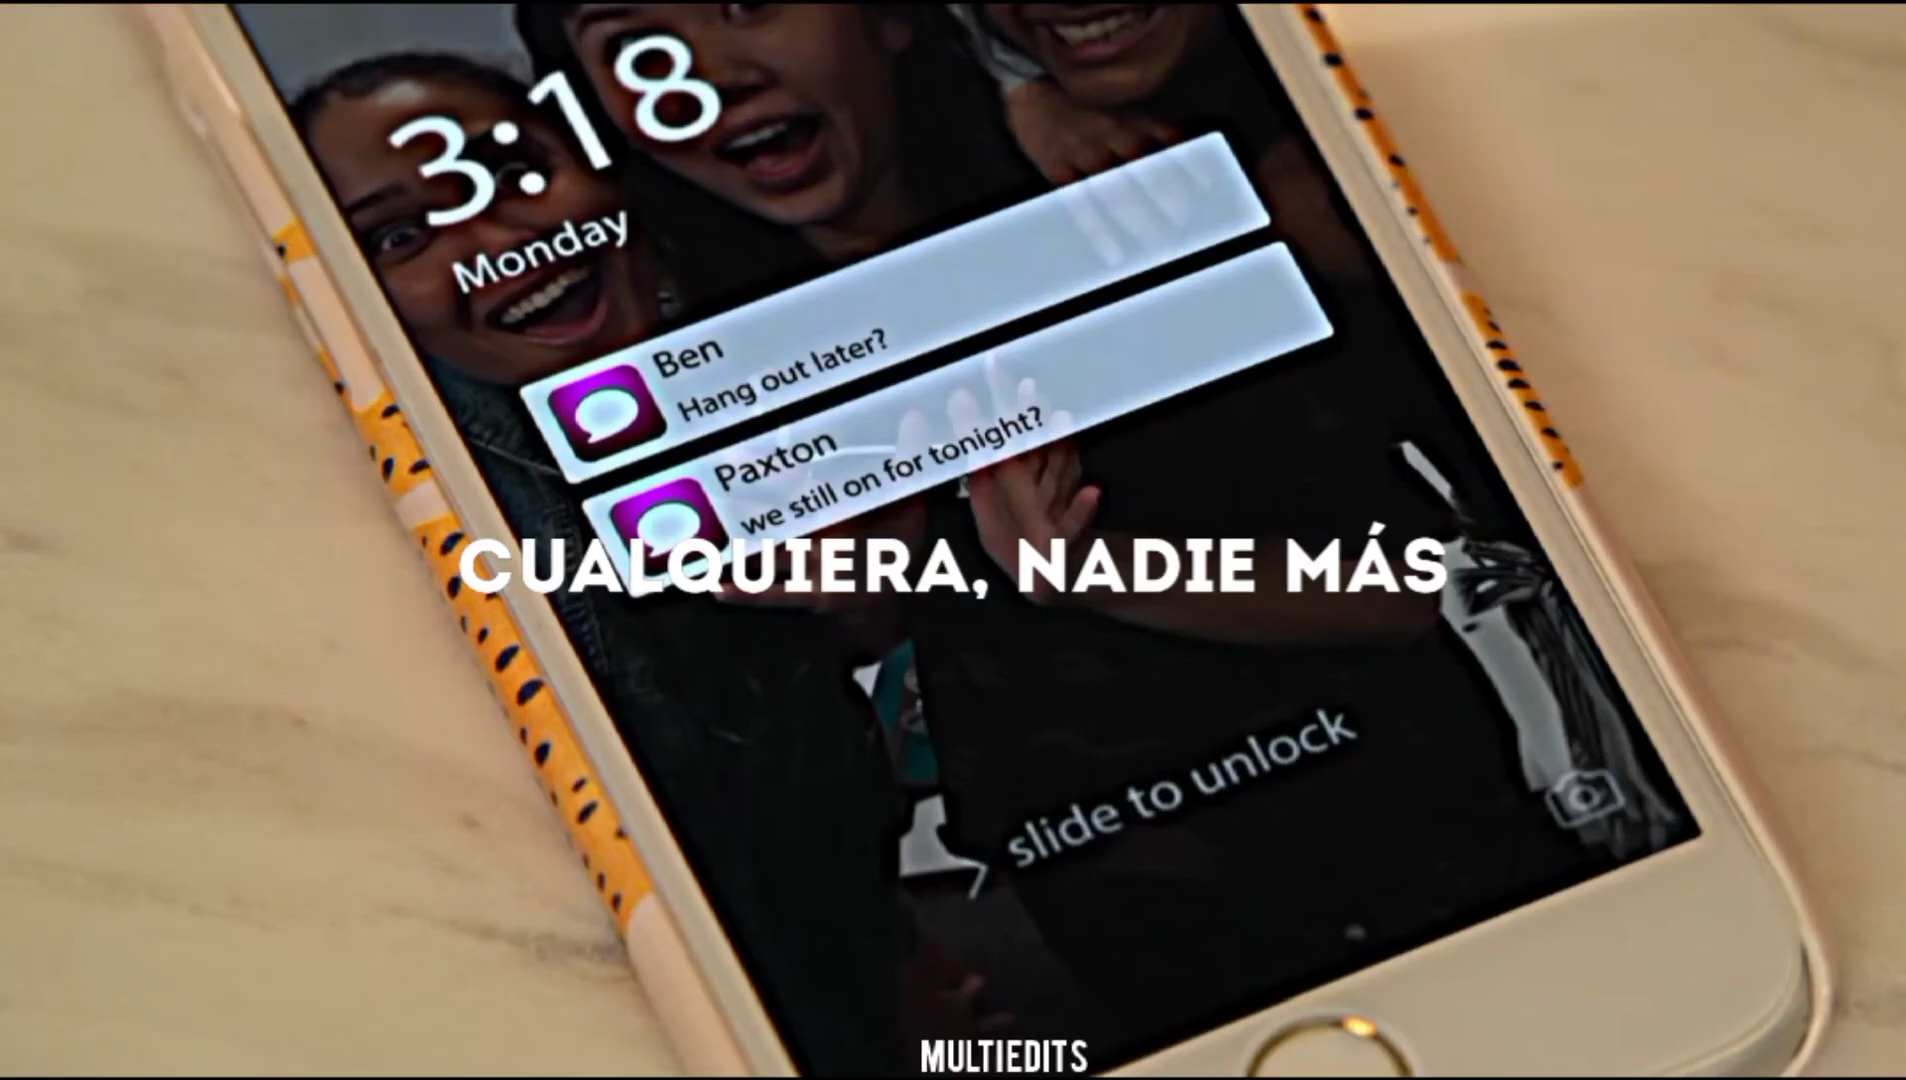 3:18
Monday
Ben
Hang out later?
Paxton
we still on for tonight?
CUALQUIERA, NADIE MÁS
slide to unlock
MULTIEDITS